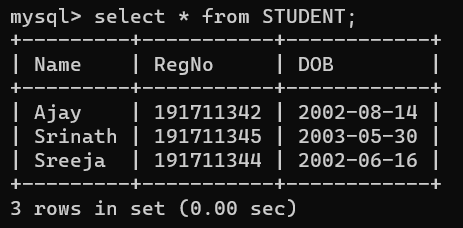 mysql> select * from STUDENT;
+---------+-----------+------------+
| Name    | RegNo     | DOB        |
+---------+-----------+------------+
| Ajay    | 191711342 | 2002-08-14 |
| Srinath | 191711345 | 2003-05-30 |
| Sreeja  | 191711344 | 2002-06-16 |
+---------+-----------+------------+
3 rows in set (0.00 sec)